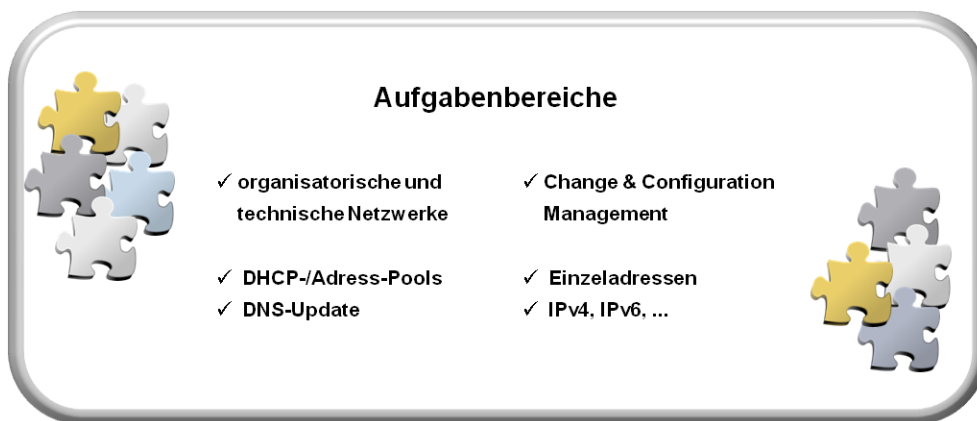 Aufgabenbereiche
✓ organisatorische und
technische Netzwerke
✓ Change & Configuration
Management
✓ DHCP-/Adress-Pools
✓ DNS-Update
✓ Einzeladressen
✓ IPv4, IPv6, ...